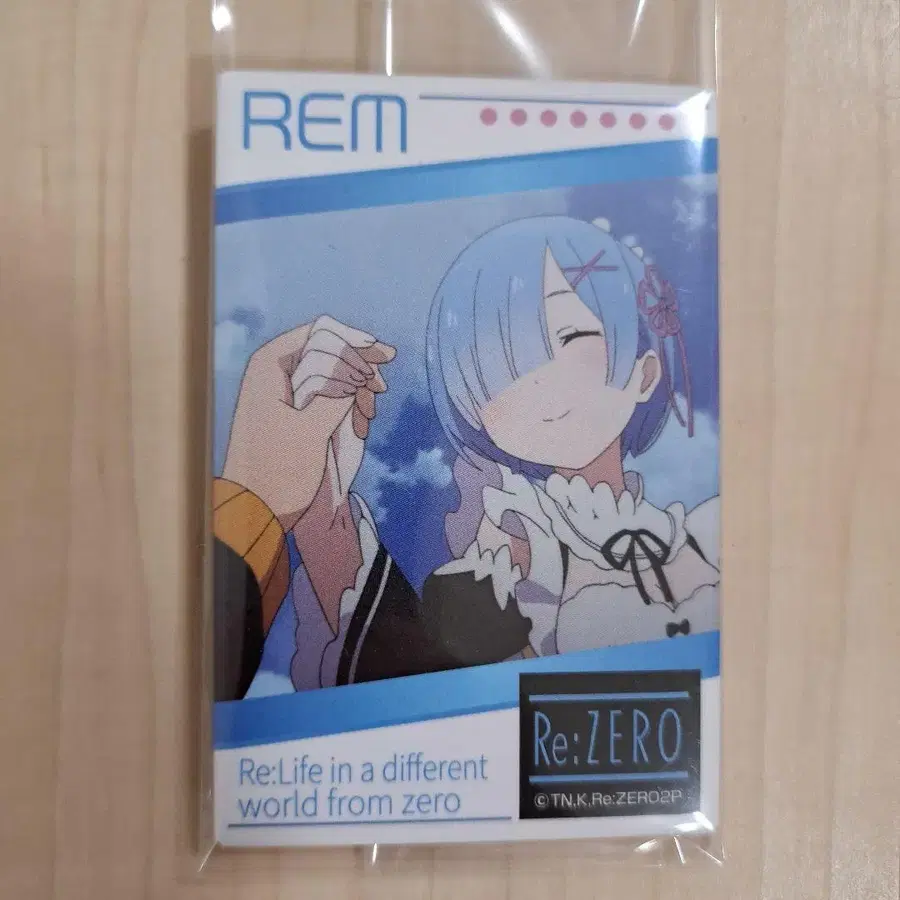 REM
Re:Life in a different
world from zero
Re:ZERO
©TN,K,Re:ZERO2P